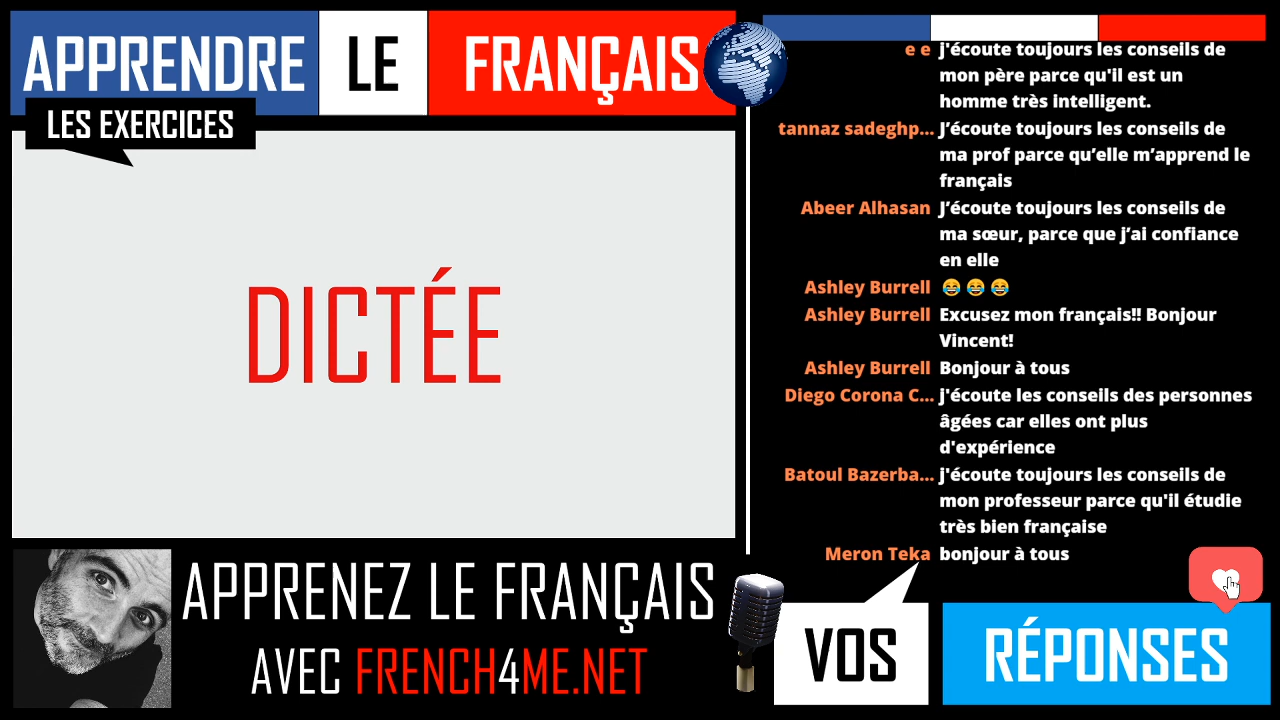 APPRENDRE LE FRANÇAIS
LES EXERCICES
DICTÉE
APPRENEZ LE FRANÇAIS
AVEC FRENCH4ME.NET
e e j'écoute toujours les conseils de
mon père parce qu'il est un
homme très intelligent.
tannaz sadeghp... J’écoute toujours les conseils de
ma prof parce qu’elle m’apprend le
français
Abeer Alhasan J’écoute toujours les conseils de
ma sœur, parce que j’ai confiance
en elle
Ashley Burrell 😂 😂 😂
Ashley Burrell Excusez mon français!! Bonjour
Vincent!
Ashley Burrell Bonjour à tous
Diego Corona C... j'écoute les conseils des personnes
âgées car elles ont plus
d'expérience
Batoul Bazerba... j'écoute toujours les conseils de
mon professeur parce qu'il étudie
très bien française
Meron Teka bonjour à tous
VOS RÉPONSES